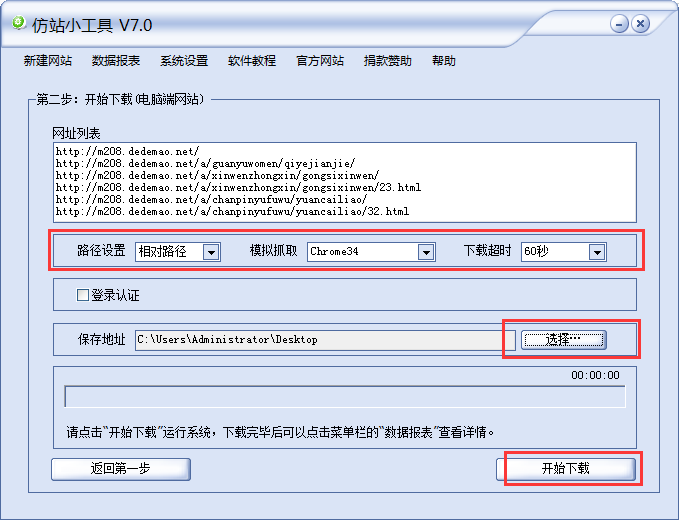 仿站小工具 V7.0
新建网站 数据报表 系统设置 软件教程 官方网站 捐款赞助 帮助
第二步：开始下载(电脑端网站)
网址列表
http://m208.dedemao.net/
http://m208.dedemao.net/a/guanyuwomen/qiyejianjie/
http://m208.dedemao.net/a/xinwenzhongxin/gongsixinwen/
http://m208.dedemao.net/a/xinwenzhongxin/gongsixinwen/23.html
http://m208.dedemao.net/a/chanpinyufuwu/yuancailiao/
http://m208.dedemao.net/a/chanpinyufuwu/yuancailiao/32.html
路径设置 相对路径 模拟抓取 Chrome34 下载超时 60秒
登录认证
保存地址 C:\Users\Administrator\Desktop 选择…
00:00:00
请点击“开始下载”运行系统，下载完毕后可以点击菜单栏的“数据报表”查看详情。
返回第一步 开始下载